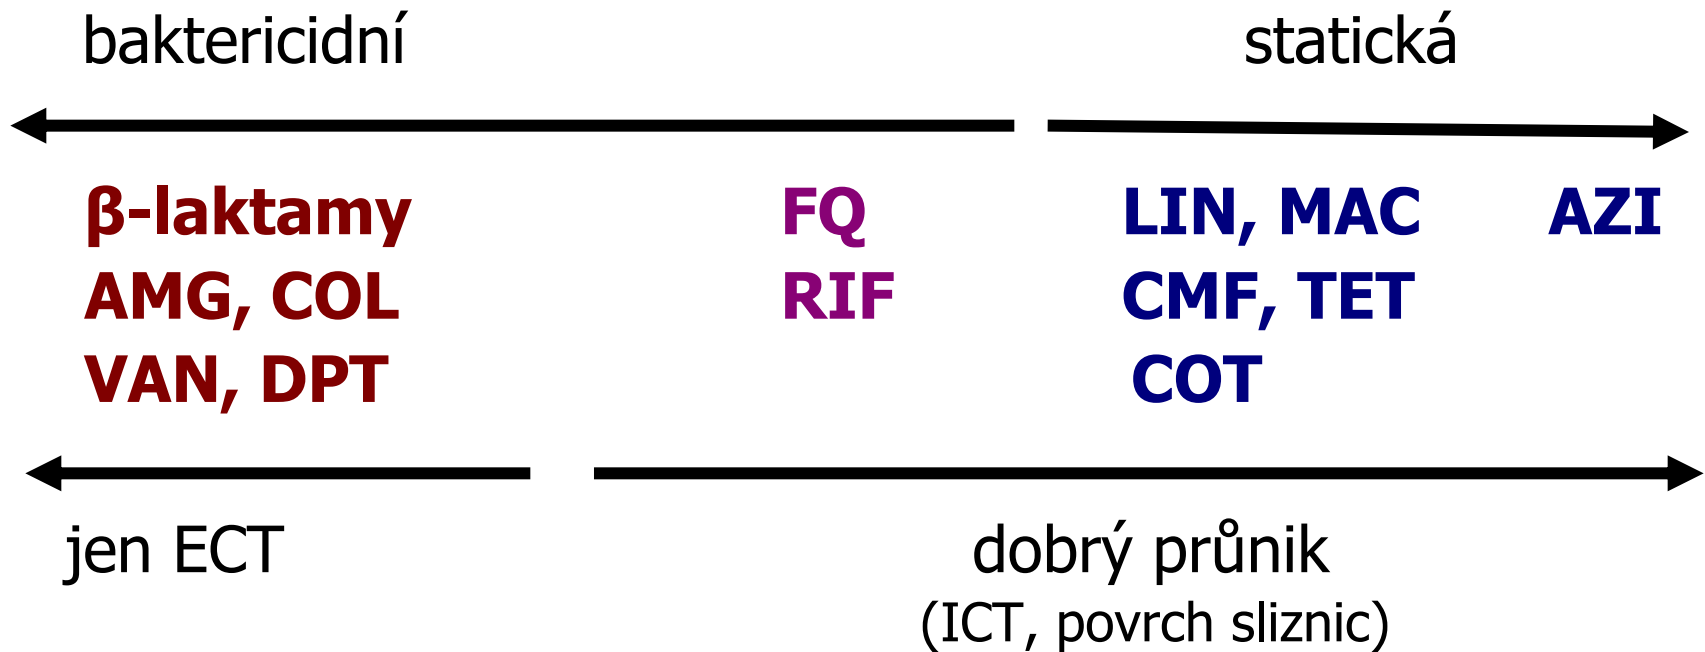 baktericidní statická
β-laktamy FQ LIN, MAC AZI
AMG, COL RIF CMF, TET
VAN, DPT COT
jen ECT dobrý průnik
(ICT, povrch sliznic)